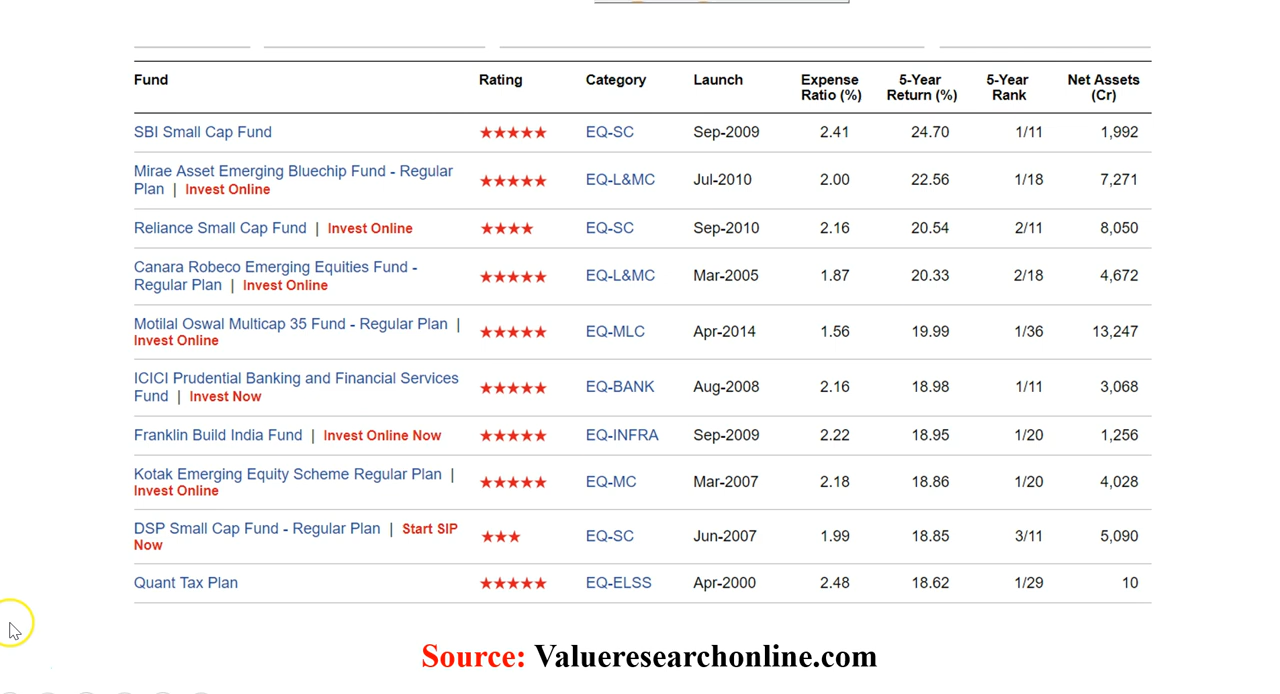 Fund Rating Category Launch Expense Ratio (%) 5-Year Return (%) 5-Year Rank Net Assets (Cr)
SBI Small Cap Fund ★★★★★ EQ-SC Sep-2009 2.41 24.70 1/11 1,992
Mirae Asset Emerging Bluechip Fund - Regular
Plan | Invest Online ★★★★★ EQ-L&MC Jul-2010 2.00 22.56 1/18 7,271
Reliance Small Cap Fund | Invest Online ★★★★ EQ-SC Sep-2010 2.16 20.54 2/11 8,050
Canara Robeco Emerging Equities Fund -
Regular Plan | Invest Online ★★★★★ EQ-L&MC Mar-2005 1.87 20.33 2/18 4,672
Motilal Oswal Multicap 35 Fund - Regular Plan |
Invest Online ★★★★★ EQ-MLC Apr-2014 1.56 19.99 1/36 13,247
ICICI Prudential Banking and Financial Services
Fund | Invest Now ★★★★★ EQ-BANK Aug-2008 2.16 18.98 1/11 3,068
Franklin Build India Fund | Invest Online Now ★★★★★ EQ-INFRA Sep-2009 2.22 18.95 1/20 1,256
Kotak Emerging Equity Scheme Regular Plan |
Invest Online ★★★★★ EQ-MC Mar-2007 2.18 18.86 1/20 4,028
DSP Small Cap Fund - Regular Plan | Start SIP
Now ★★★ EQ-SC Jun-2007 1.99 18.85 3/11 5,090
Quant Tax Plan ★★★★★ EQ-ELSS Apr-2000 2.48 18.62 1/29 10
Source: Valueresearchonline.com